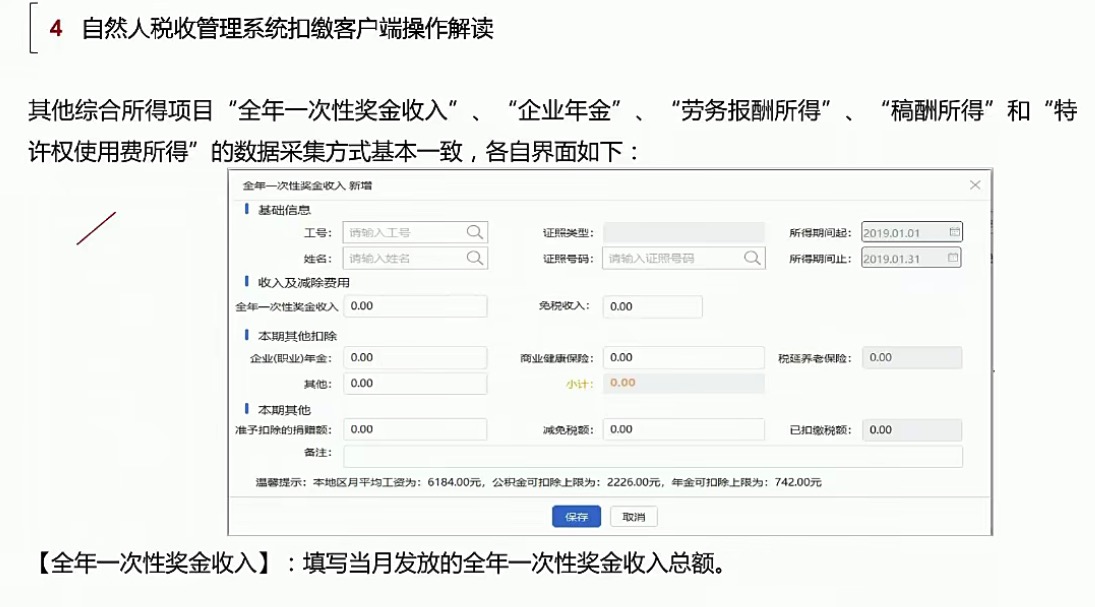 4 自然人税收管理系统扣缴客户端操作解读
其他综合所得项目“全年一次性奖金收入”、“企业年金”、“劳务报酬所得”、“稿酬所得”和“特
许权使用费所得”的数据采集方式基本一致，各自界面如下：
全年一次性奖金收入 新增
基础信息
工号： 请输入工号 证照类型： 所得期间起： 2019.01.01
姓名： 请输入姓名 证照号码： 请输入证照号码 所得期间止： 2019.01.31
收入及减除费用
全年一次性奖金收入 0.00 免税收入： 0.00
本期其他扣除
企业(职业)年金： 0.00 商业健康保险： 0.00 税延养老保险： 0.00
其他： 0.00 小计： 0.00
本期其他
准予扣除的捐赠额： 0.00 减免税额： 0.00 已扣缴税额： 0.00
备注：
温馨提示：本地区月平均工资为：6184.00元，公积金可扣除上限为：2226.00元，年金可扣除上限为：742.00元
保存 取消
【全年一次性奖金收入】：填写当月发放的全年一次性奖金收入总额。